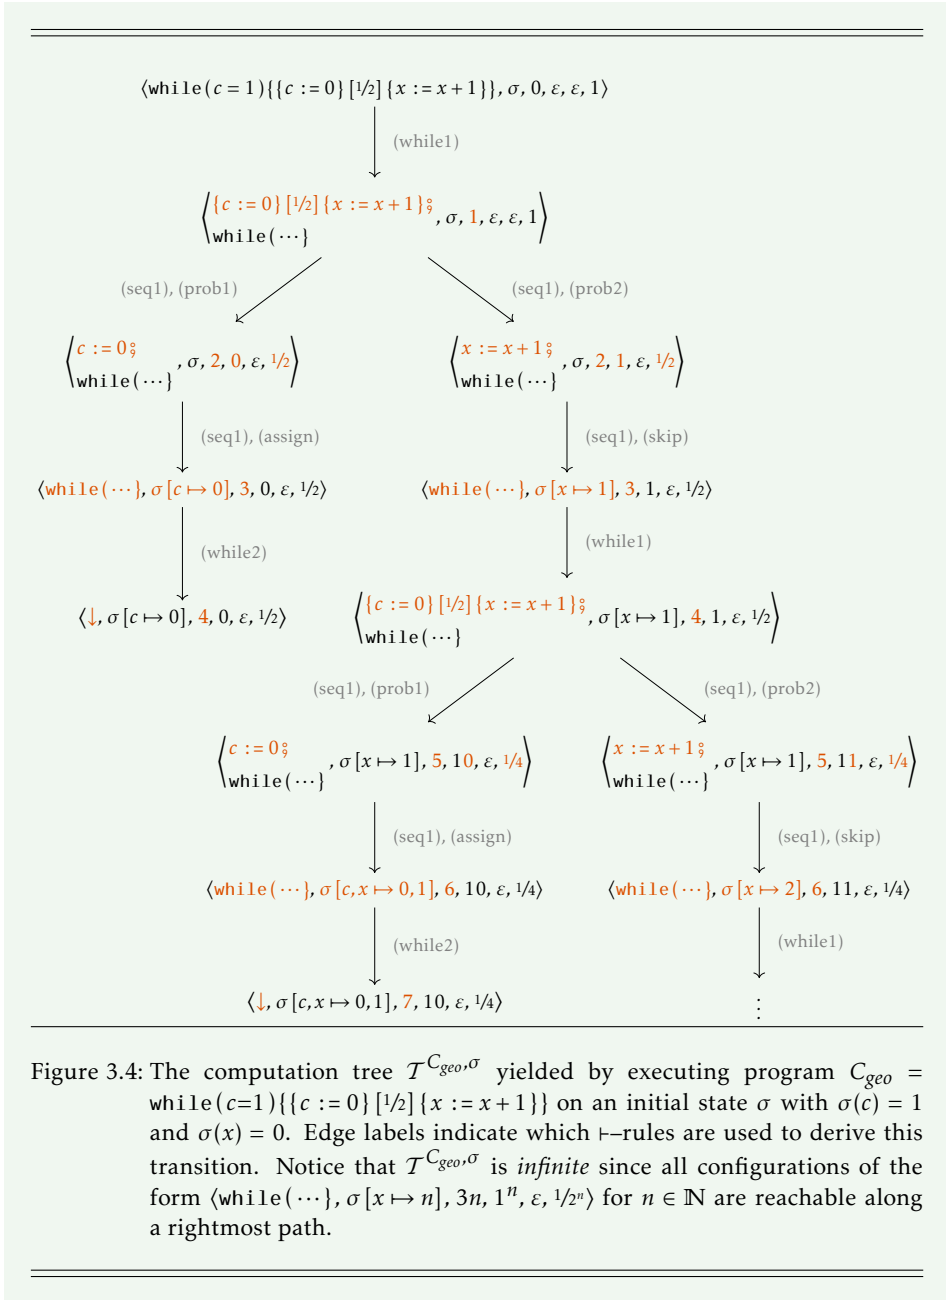 ⟨while(c = 1){{c := 0} [1/2] {x := x + 1}}, σ, 0, ε, ε, 1⟩
(while1)
{c := 0} [1/2] {x := x + 1}⨟
while(···} , σ, 1, ε, ε, 1
(seq1), (prob1) (seq1), (prob2)
c := 0⨟ x := x + 1⨟
while(···} , σ, 2, 0, ε, 1/2 while(···} , σ, 2, 1, ε, 1/2
(seq1), (assign) (seq1), (skip)
⟨while(···}, σ[c ↦ 0], 3, 0, ε, 1/2⟩ ⟨while(···}, σ[x ↦ 1], 3, 1, ε, 1/2⟩
(while2) (while1)
⟨↓, σ[c ↦ 0], 4, 0, ε, 1/2⟩ {c := 0} [1/2] {x := x + 1}⨟
while(···} , σ[x ↦ 1], 4, 1, ε, 1/2
(seq1), (prob1) (seq1), (prob2)
c := 0⨟ x := x + 1⨟
while(···} , σ[x ↦ 1], 5, 10, ε, 1/4 while(···} , σ[x ↦ 1], 5, 11, ε, 1/4
(seq1), (assign) (seq1), (skip)
⟨while(···}, σ[c, x ↦ 0, 1], 6, 10, ε, 1/4⟩ ⟨while(···}, σ[x ↦ 2], 6, 11, ε, 1/4⟩
(while2) (while1)
⟨↓, σ[c, x ↦ 0, 1], 7, 10, ε, 1/4⟩ ⋮
Figure 3.4: The computation tree 𝒯^{C_geo,σ} yielded by executing program C_geo =
while(c=1){{c := 0} [1/2] {x := x + 1}} on an initial state σ with σ(c) = 1
and σ(x) = 0. Edge labels indicate which ⊢–rules are used to derive this
transition. Notice that 𝒯^{C_geo,σ} is infinite since all configurations of the
form ⟨while(···}, σ[x ↦ n], 3n, 1^n, ε, 1/2^n⟩ for n ∈ ℕ are reachable along
a rightmost path.